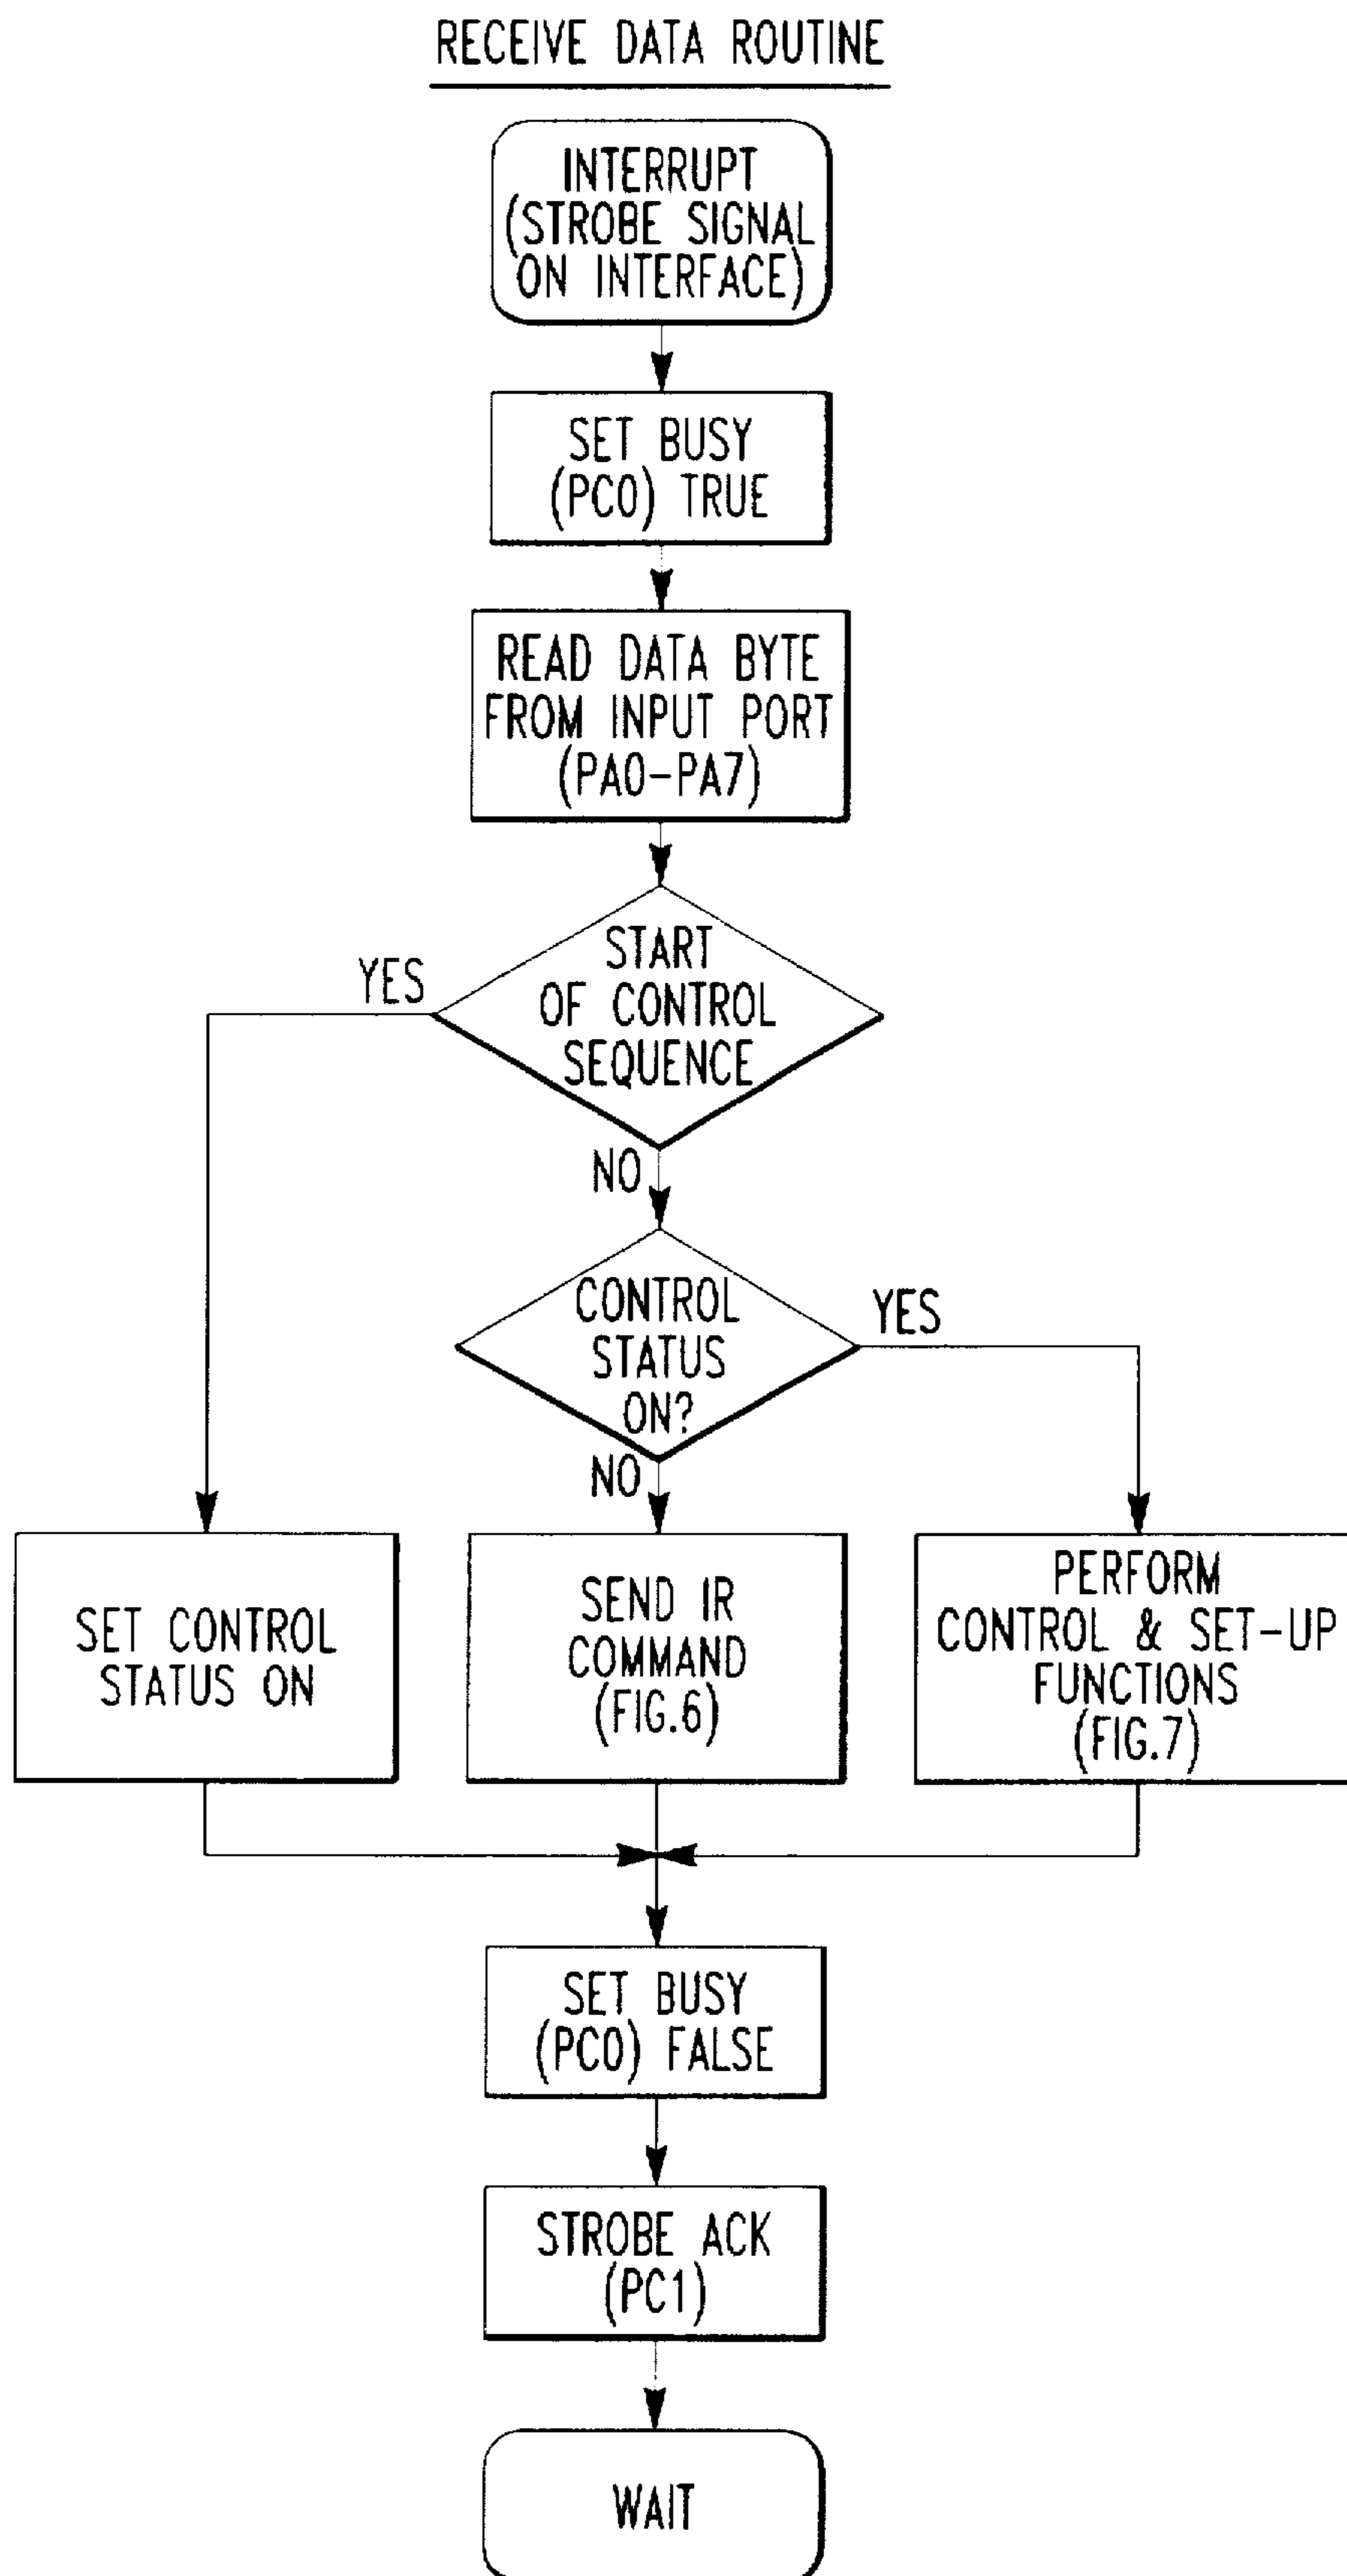 RECEIVE DATA ROUTINE
INTERRUPT
(STROBE SIGNAL
ON INTERFACE)
SET BUSY
(PC0) TRUE
READ DATA BYTE
FROM INPUT PORT
(PA0-PA7)
START
OF CONTROL
SEQUENCE
YES
NO
CONTROL
STATUS
ON?
YES
NO
SET CONTROL
STATUS ON
SEND IR
COMMAND
(FIG.6)
PERFORM
CONTROL & SET-UP
FUNCTIONS
(FIG.7)
SET BUSY
(PC0) FALSE
STROBE ACK
(PC1)
WAIT